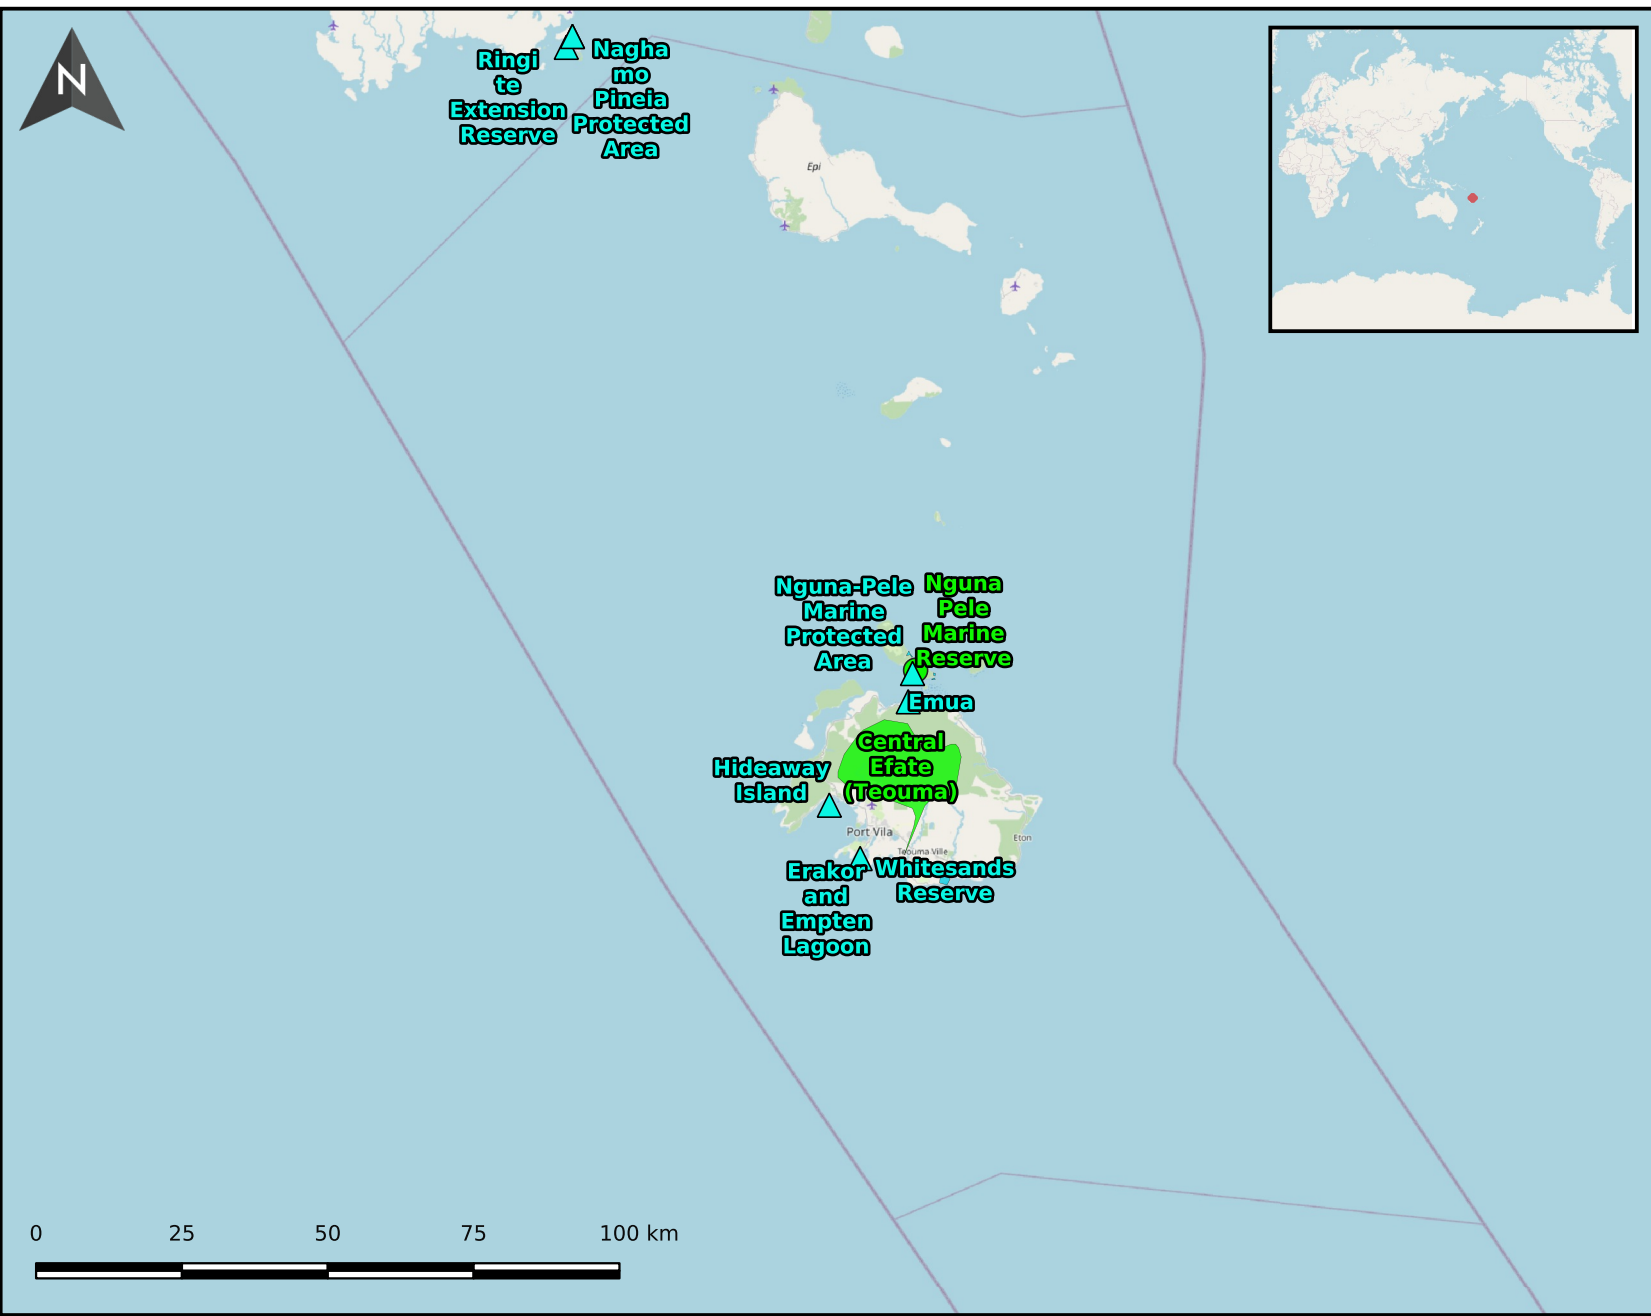 N
Ringi
te
Extension
Reserve
Nagha
mo
Pineia
Protected
Area
Epi
Nguna-Pele
Marine
Protected
Area
Nguna
Pele
Marine
Reserve
Emua
Central
Efate
(Teouma)
Hideaway
Island
Port Vila
Eton
Teouma Ville
Erakor
and
Empten
Lagoon
Whitesands
Reserve
0 25 50 75 100 km